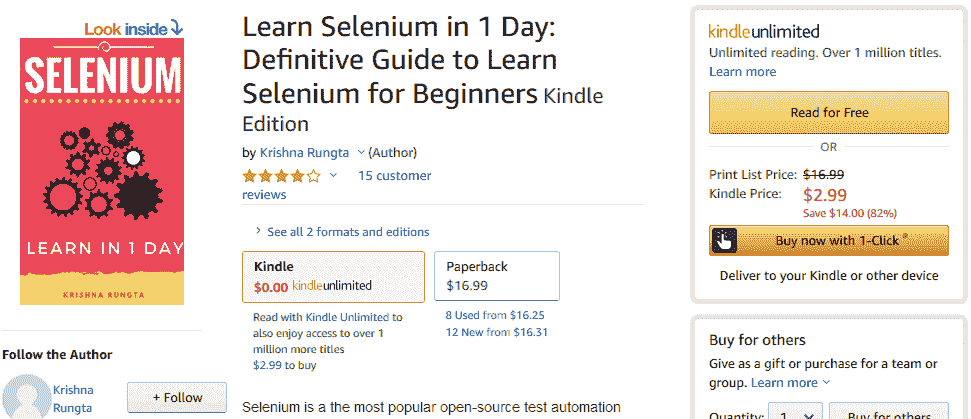 Look inside
SELENIUM
LEARN IN 1 DAY
KRISHNA RUNGTA
Follow the Author
Krishna
Rungta
+ Follow
Learn Selenium in 1 Day:
Definitive Guide to Learn
Selenium for Beginners Kindle
Edition
by Krishna Rungta (Author)
15 customer
reviews
See all 2 formats and editions
Kindle
$0.00 kindleunlimited
Read with Kindle Unlimited to
also enjoy access to over 1
million more titles
$2.99 to buy
Paperback
$16.99
8 Used from $16.25
12 New from $16.31
Selenium is a the most popular open-source test automation
kindleunlimited
Unlimited reading. Over 1 million titles.
Learn more
Read for Free
OR
Print List Price: $16.99
Kindle Price: $2.99
Save $14.00 (82%)
Buy now with 1-Click
Deliver to your Kindle or other device
Buy for others
Give as a gift or purchase for a team or
group. Learn more
Quantity: 1
Buy for others